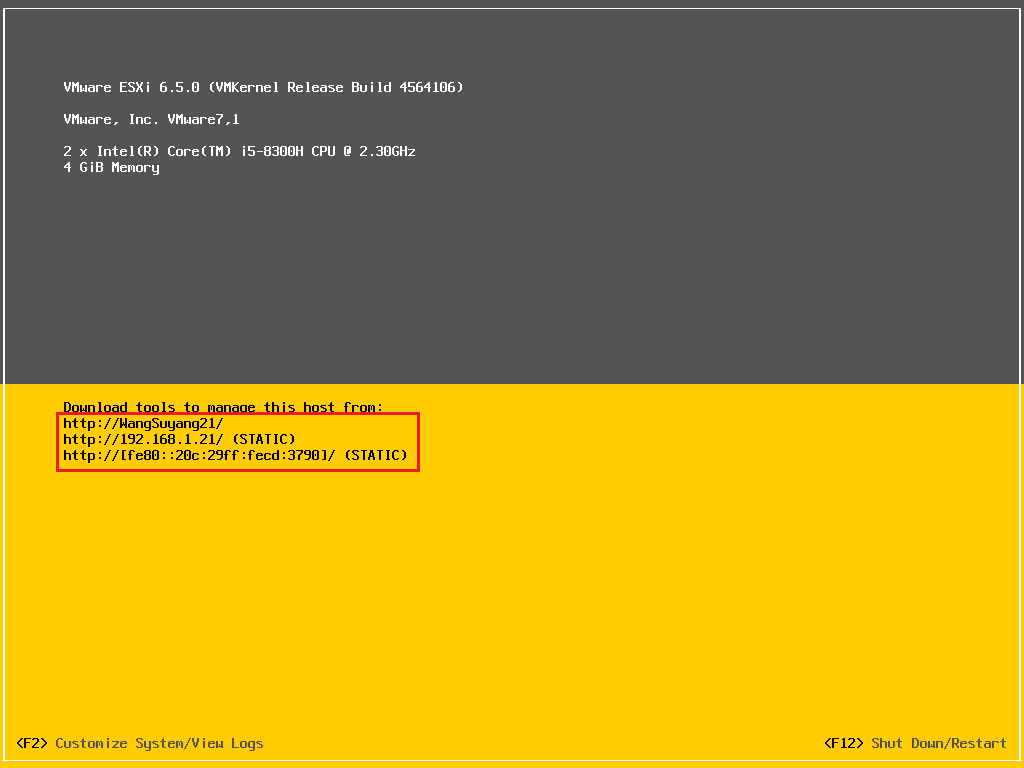 VMware ESXi 6.5.0 (VMKernel Release Build 4564106)
VMware, Inc. VMware7,1
2 x Intel(R) Core(TM) i5-8300H CPU @ 2.30GHz
4 GiB Memory
Download tools to manage this host from:
http://WangSuyang21/
http://192.168.1.21/ (STATIC)
http://[fe80::20c:29ff:fecd:3790]/ (STATIC)
<F2> Customize System/View Logs
<F12> Shut Down/Restart